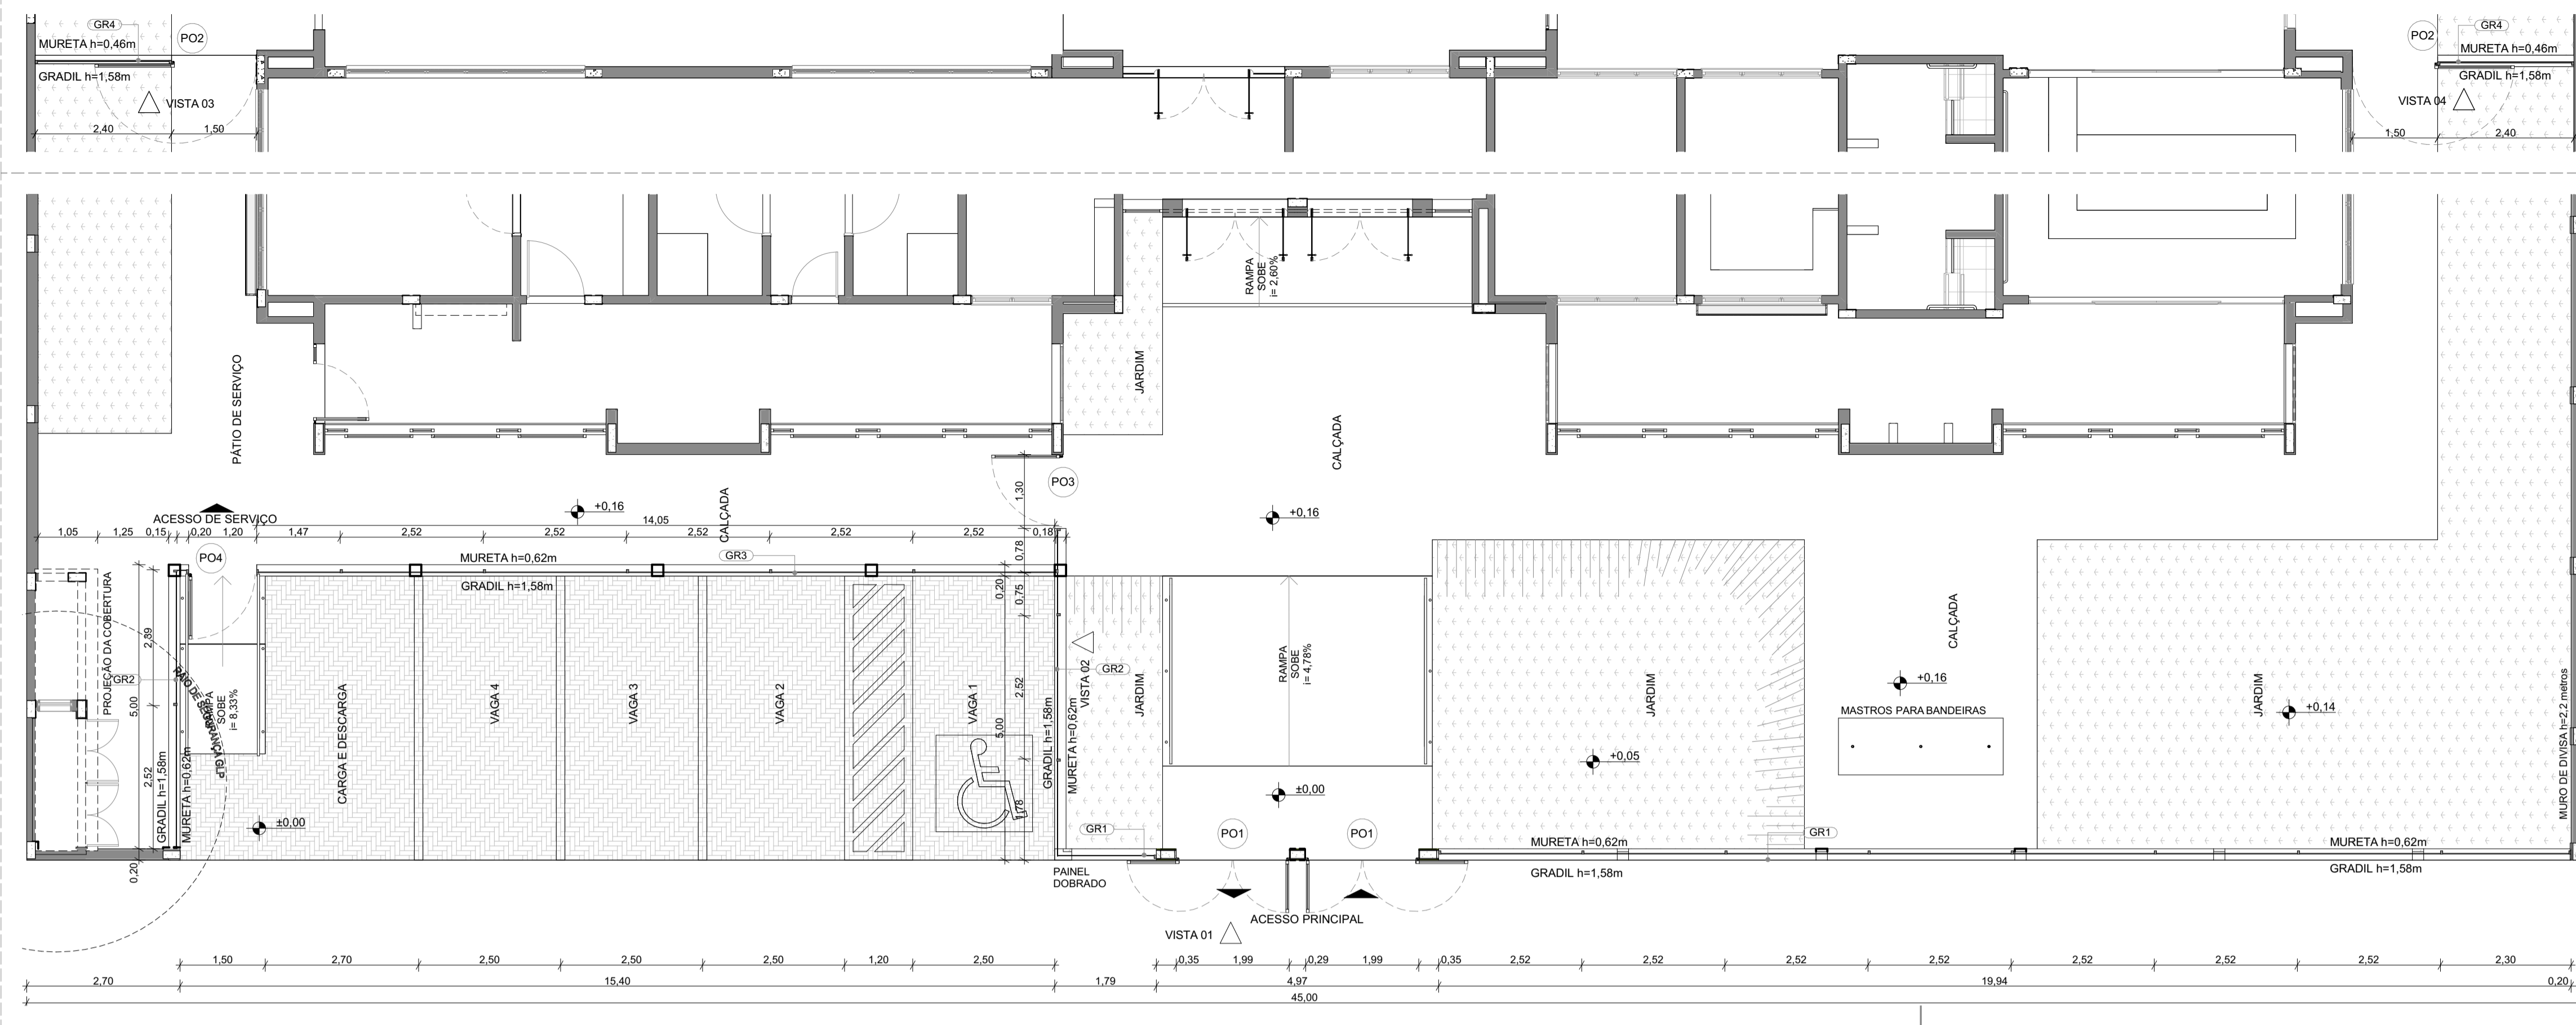 GR4
PO2
MURETA h=0,46m
GRADIL h=1,58m
VISTA 03
2,40
1,50
PO2
GR4
MURETA h=0,46m
GRADIL h=1,58m
VISTA 04
1,50
2,40
RAMPA
SOBE
i= 2,60%
PÁTIO DE SERVIÇO
JARDIM
CALÇADA
PO3
1,30
ACESSO DE SERVIÇO
+0,16
14,05
CALÇADA
+0,16
1,05
1,25
0,15
0,20
1,20
1,47
2,52
2,52
2,52
2,52
2,52
0,18
0,78
PO4
MURETA h=0,62m
GR3
GRADIL h=1,58m
0,20
0,75
PROJEÇÃO DA COBERTURA
2,39
GR2
5,00
RAIO DE SEGURANÇA GLP
RAMPA
SOBE
i= 8,33%
2,52
GRADIL h=1,58m
MURETA h=0,62m
0,20
±0,00
CARGA E DESCARGA
VAGA 4
VAGA 3
VAGA 2
VAGA 1
2,52
5,00
1,78
GRADIL h=1,58m
MURETA h=0,62m
VISTA 02
GR2
JARDIM
RAMPA
SOBE
i= 4,78%
±0,00
GR1
PO1
PO1
PAINEL
DOBRADO
ACESSO PRINCIPAL
VISTA 01
JARDIM
+0,05
CALÇADA
+0,16
MASTROS PARA BANDEIRAS
JARDIM
+0,14
MURO DE DIVISA h=2,2 metros
GR1
MURETA h=0,62m
GRADIL h=1,58m
MURETA h=0,62m
GRADIL h=1,58m
1,50
2,70
2,50
2,50
2,50
1,20
2,50
0,35
1,99
0,29
1,99
0,35
2,52
2,52
2,52
2,52
2,52
2,52
2,52
2,30
2,70
15,40
1,79
4,97
19,94
0,20
45,00